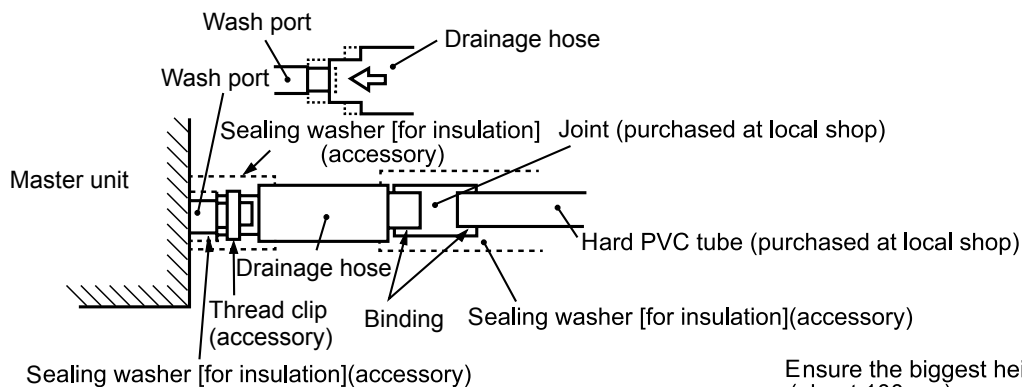 Wash port
Drainage hose
Wash port
Sealing washer [for insulation]
(accessory)
Joint (purchased at local shop)
Master unit
Hard PVC tube (purchased at local shop)
Drainage hose
Thread clip
(accessory)
Binding
Sealing washer [for insulation](accessory)
Sealing washer [for insulation](accessory)
Ensure the biggest